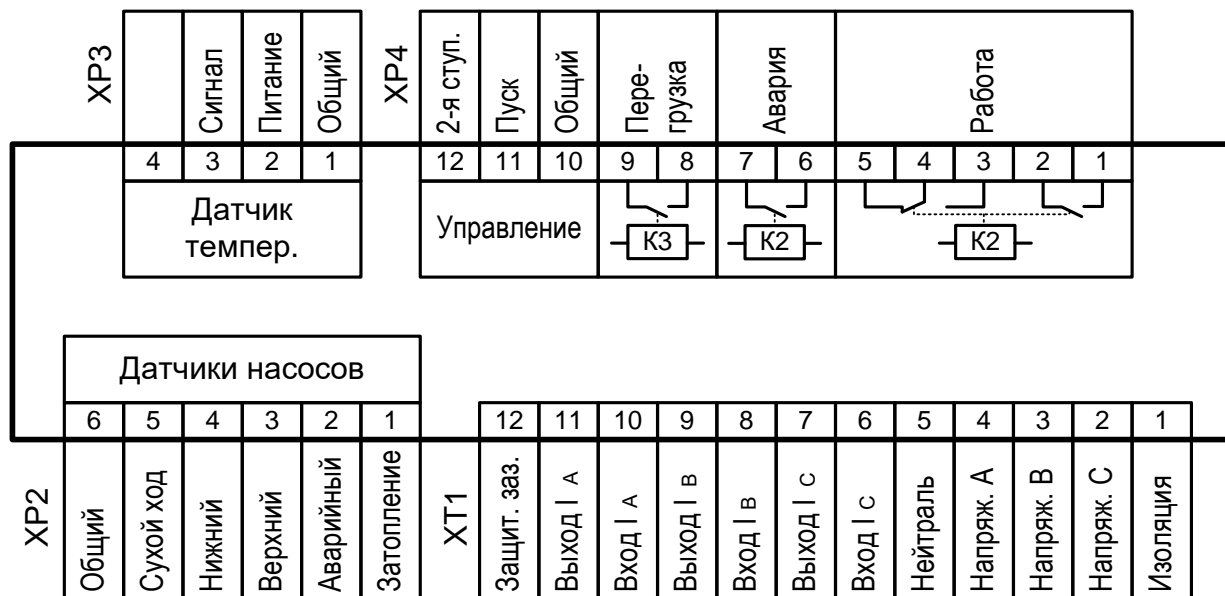 XP3
Сигнал
Питание
Общий
XP4
2-я ступ.
Пуск
Общий
Пере-
грузка
Авария
Работа
4 3 2 1
12 11 10 9 8 7 6 5 4 3 2 1
Датчик
темпер.
Управление
К3
К2
К2
Датчики насосов
6 5 4 3 2 1
12 11 10 9 8 7 6 5 4 3 2 1
XP2
Общий
Сухой ход
Нижний
Верхний
Аварийный
Затопление
XT1
Защит. заз.
Выход I A
Вход I A
Выход I B
Вход I B
Выход I C
Вход I C
Нейтраль
Напряж. A
Напряж. B
Напряж. C
Изоляция